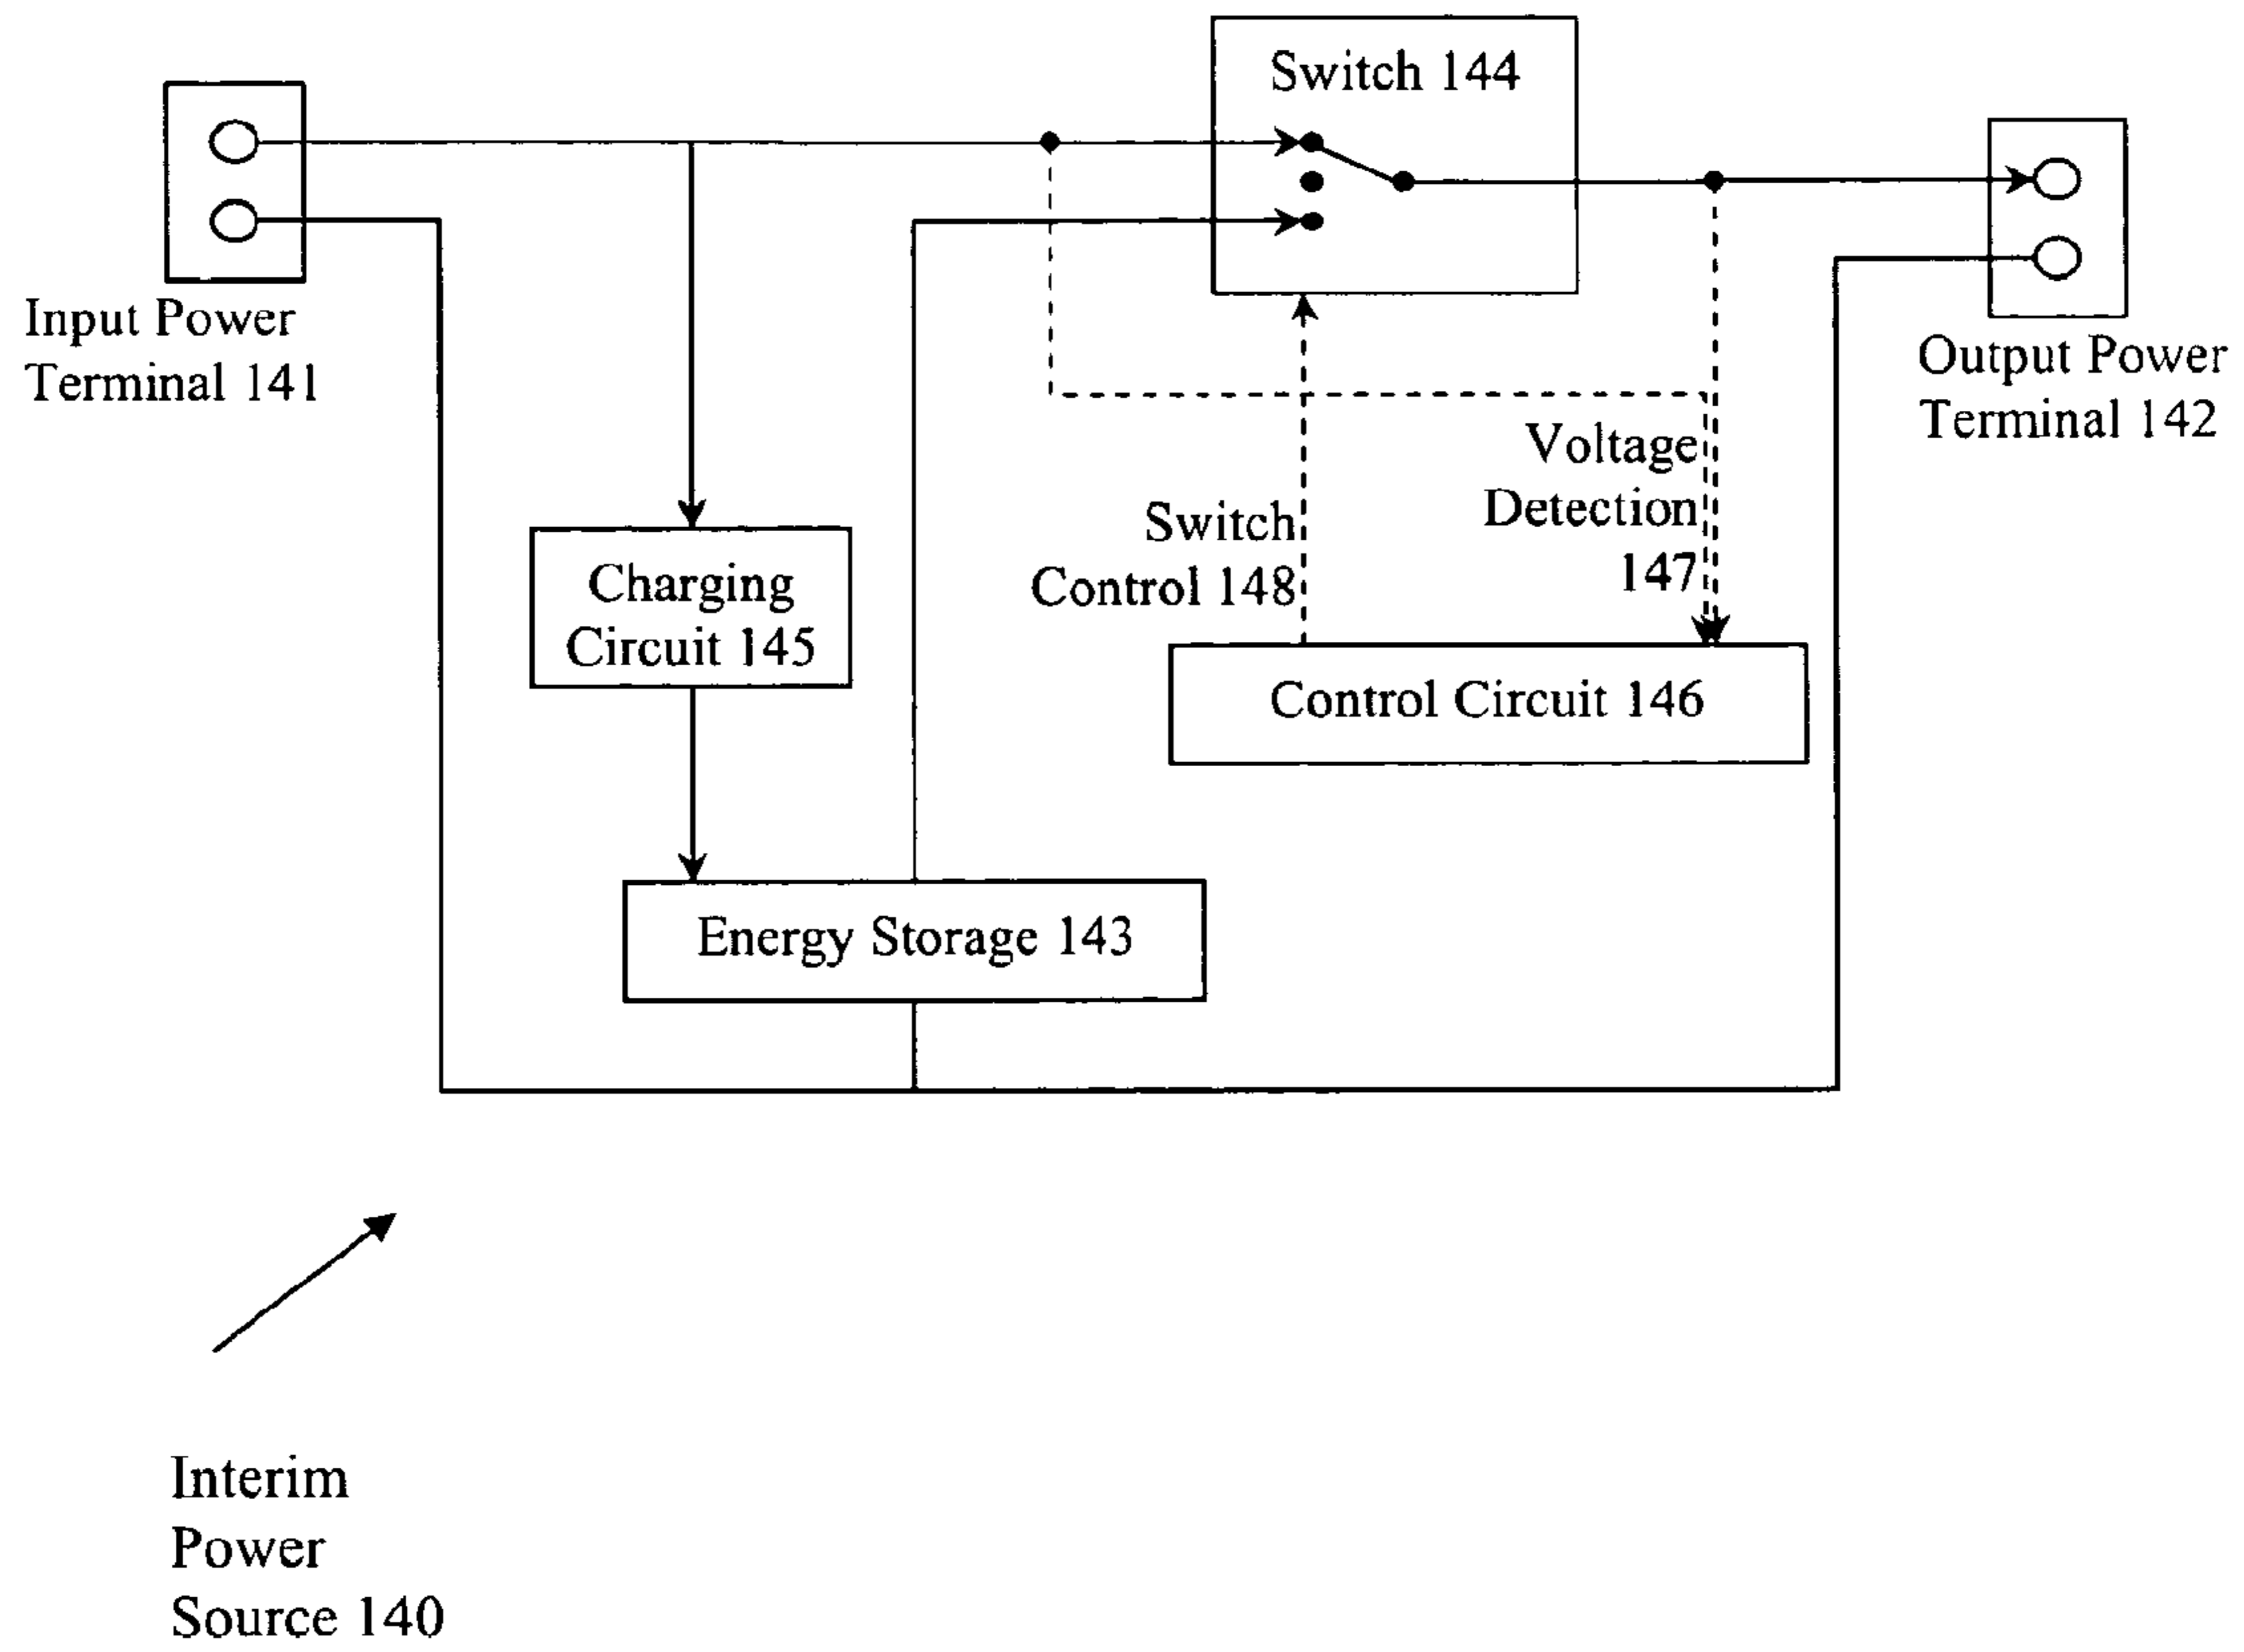 Switch 144
Input Power
Terminal 141
Output Power
Terminal 142
Voltage
Detection
147
Switch
Control 148
Charging
Circuit 145
Control Circuit 146
Energy Storage 143
Interim
Power
Source 140